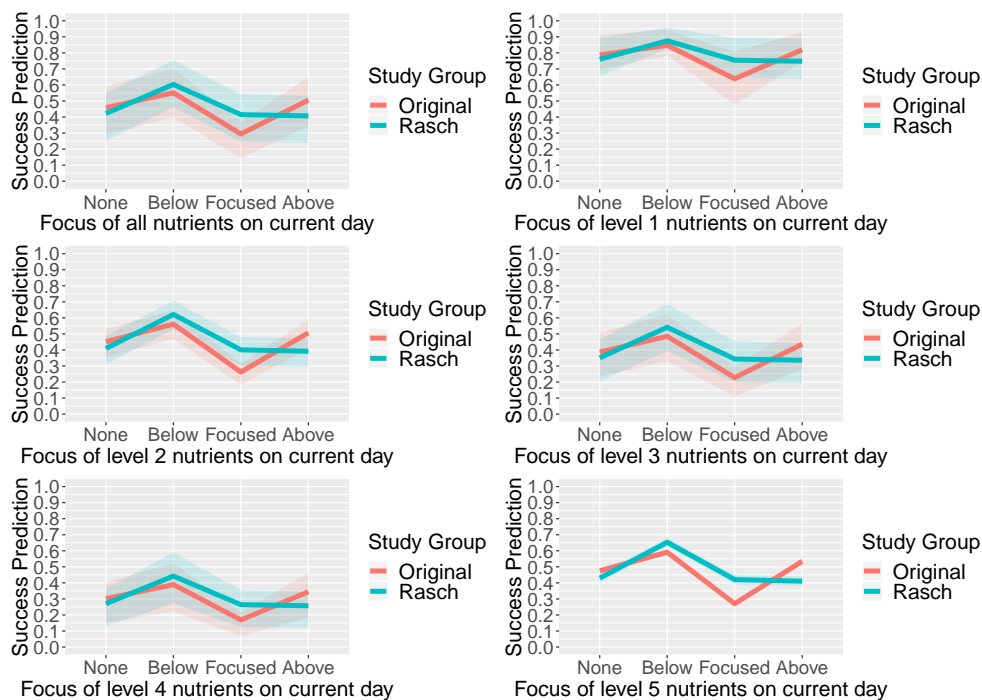 Success Prediction
1.0
0.9
0.8
0.7
0.6
0.5
0.4
0.3
0.2
0.1
0.0
None Below Focused Above
Focus of all nutrients on current day
Study Group
Original
Rasch
Success Prediction
1.0
0.9
0.8
0.7
0.6
0.5
0.4
0.3
0.2
0.1
0.0
None Below Focused Above
Focus of level 1 nutrients on current day
Study Group
Original
Rasch
Success Prediction
1.0
0.9
0.8
0.7
0.6
0.5
0.4
0.3
0.2
0.1
0.0
None Below Focused Above
Focus of level 2 nutrients on current day
Study Group
Original
Rasch
Success Prediction
1.0
0.9
0.8
0.7
0.6
0.5
0.4
0.3
0.2
0.1
0.0
None Below Focused Above
Focus of level 3 nutrients on current day
Study Group
Original
Rasch
Success Prediction
1.0
0.9
0.8
0.7
0.6
0.5
0.4
0.3
0.2
0.1
0.0
None Below Focused Above
Focus of level 4 nutrients on current day
Study Group
Original
Rasch
Success Prediction
1.0
0.9
0.8
0.7
0.6
0.5
0.4
0.3
0.2
0.1
0.0
None Below Focused Above
Focus of level 5 nutrients on current day
Study Group
Original
Rasch